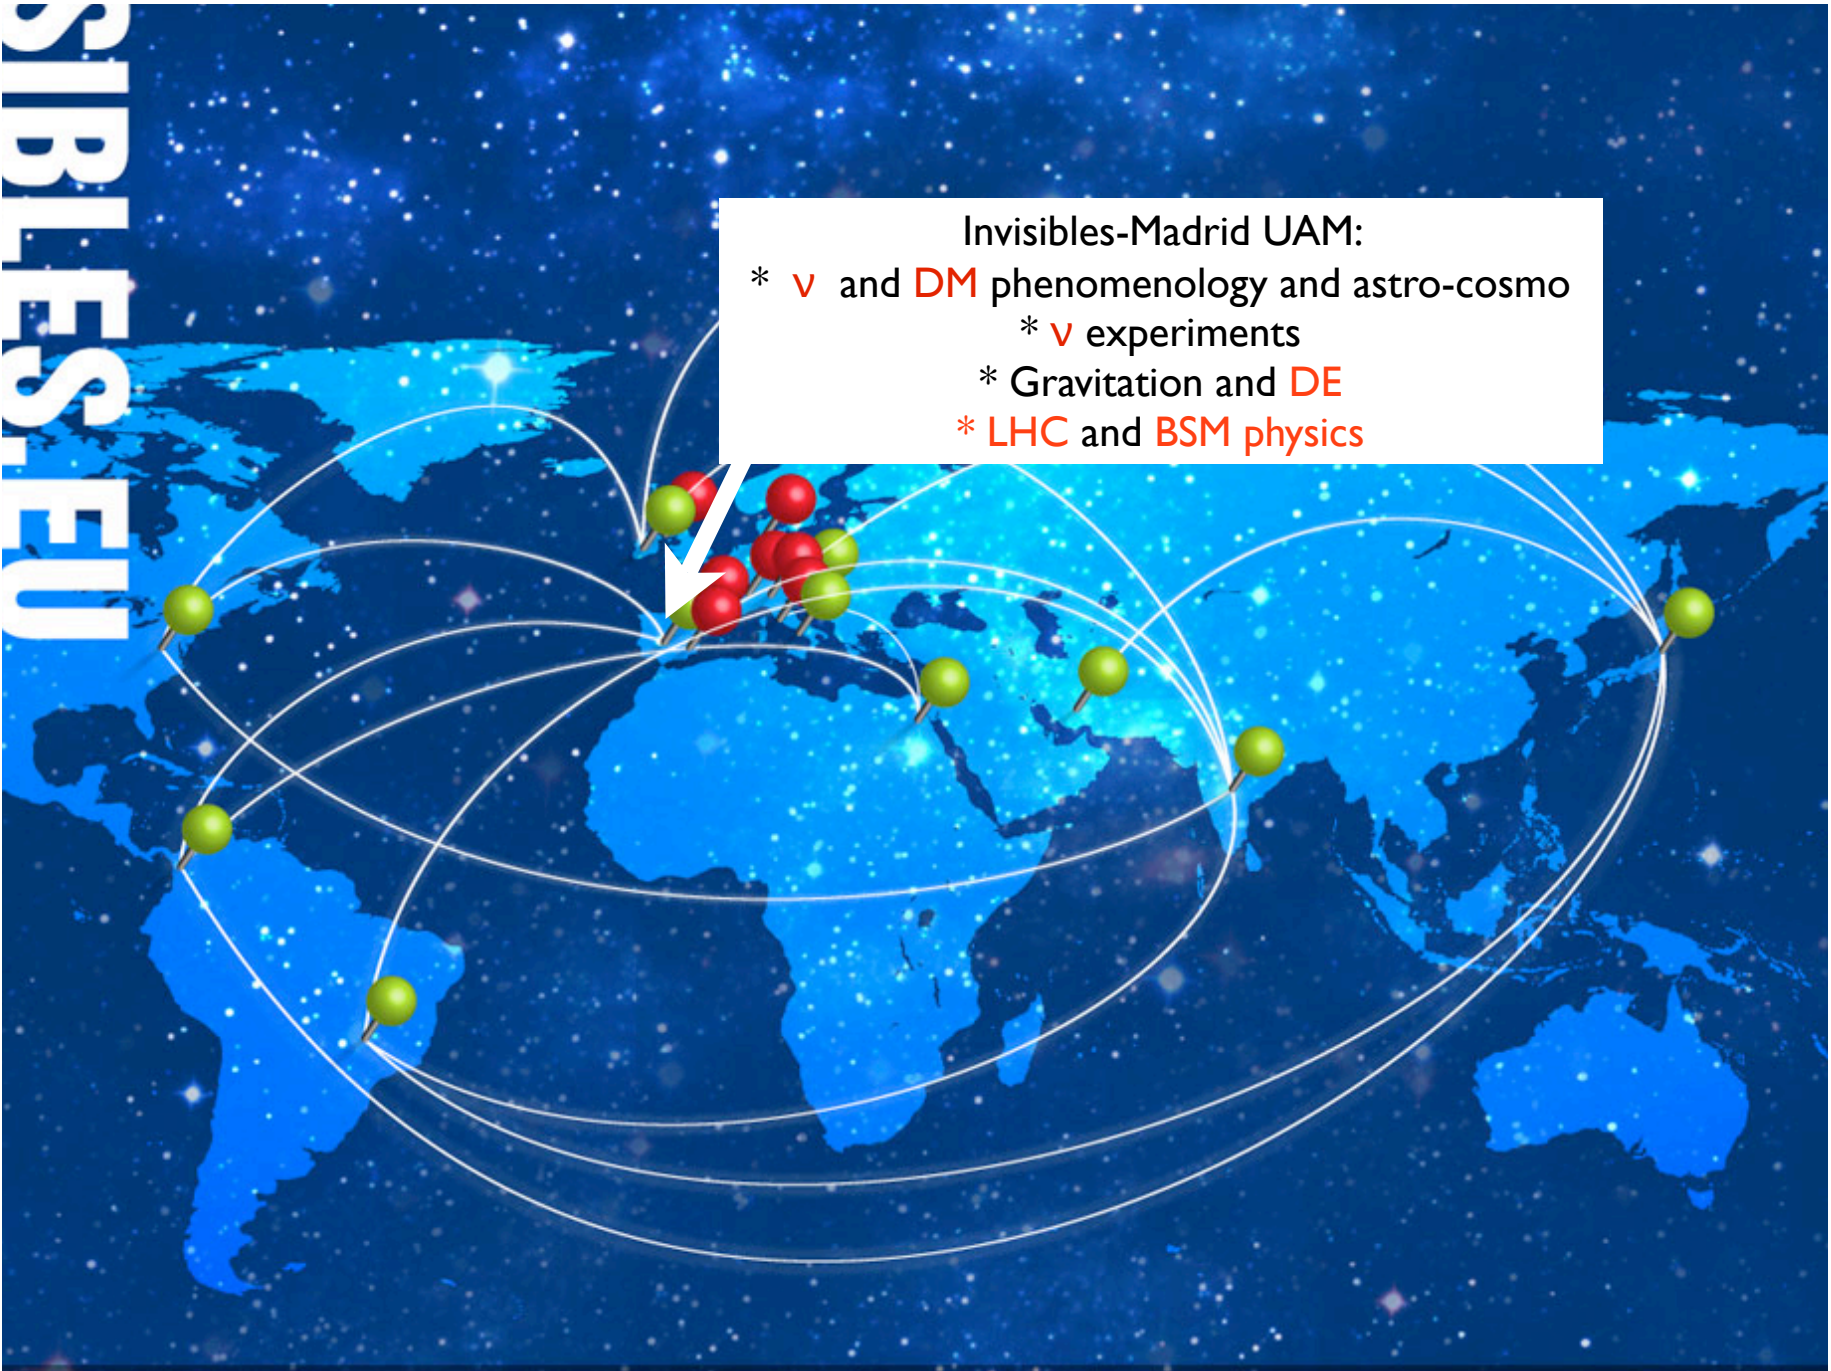 SIBLES.EU
Invisibles-Madrid UAM:
* ν and DM phenomenology and astro-cosmo
* ν experiments
* Gravitation and DE
* LHC and BSM physics